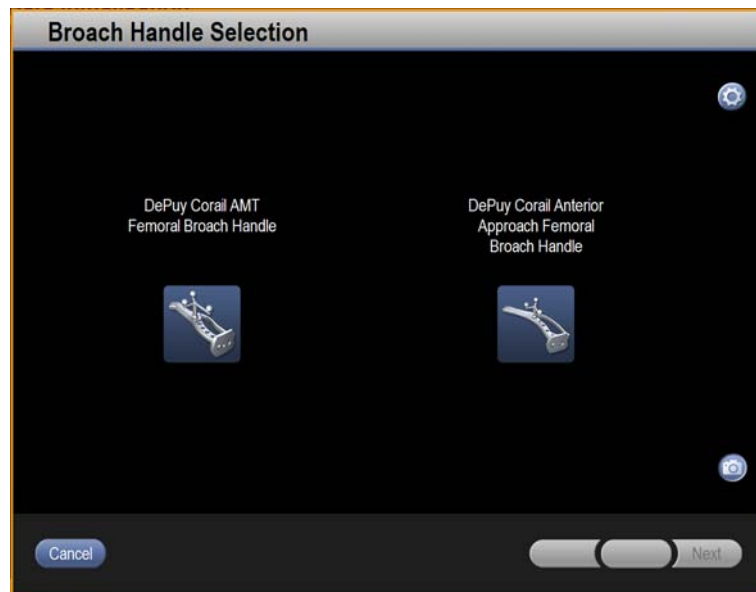 Broach Handle Selection
DePuy Corail AMT
Femoral Broach Handle
DePuy Corail Anterior
Approach Femoral
Broach Handle
Cancel
Next